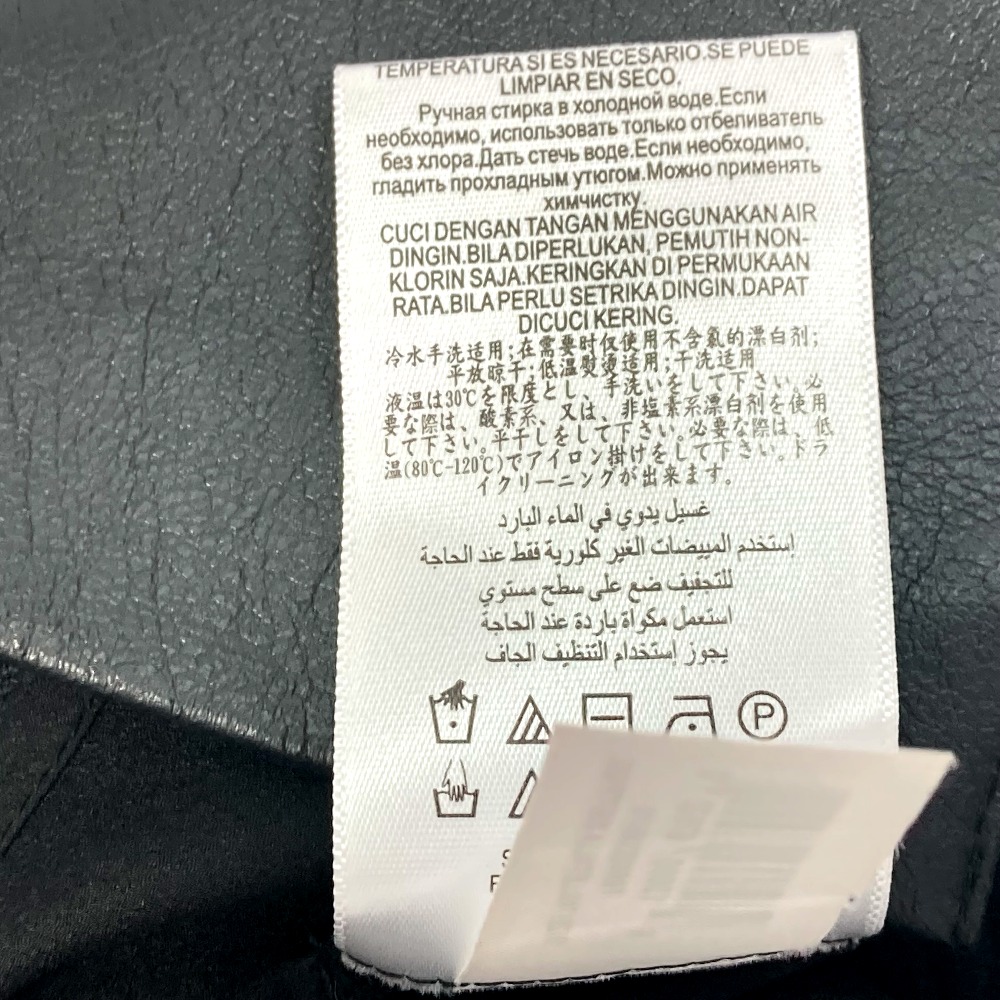 TEMPERATURA SI ES NECESARIO.SE PUEDE
LIMPIAR EN SECO.
Ручная стирка в холодной воде.Если
необходимо, использовать только отбеливатель
без хлора.Дать стечь воде.Если необходимо,
гладить прохладным утюгом.Можно применять
химчистку.
CUCI DENGAN TANGAN MENGGUNAKAN AIR
DINGIN.BILA DIPERLUKAN, PEMUTIH NON-
KLORIN SAJA.KERINGKAN DI PERMUKAAN
RATA.BILA PERLU SETRIKA DINGIN.DAPAT
DICUCI KERING.
冷水手洗适用;在需要时仅使用不含氯的漂白剂;
平放晾干;低温熨烫适用;干洗适用
液温は30℃を限度とし、手洗いをして下さい。必
要な際は、酸素系、又は、非塩素系漂白剤を使用
して下さい。平干しをして下さい。必要な際は、低
温(80℃-120℃)でアイロン掛けをして下さい。ドラ
イクリーニングが出来ます。
غسيل يدوي في الماء البارد
إستخدم المبيضات الغير كلورية فقط عند الحاجة
للتجفيف ضع على سطح مستوي
استعمل مكواة باردة عند الحاجة
يجوز إستخدام التنظيف الجاف
P
S
F